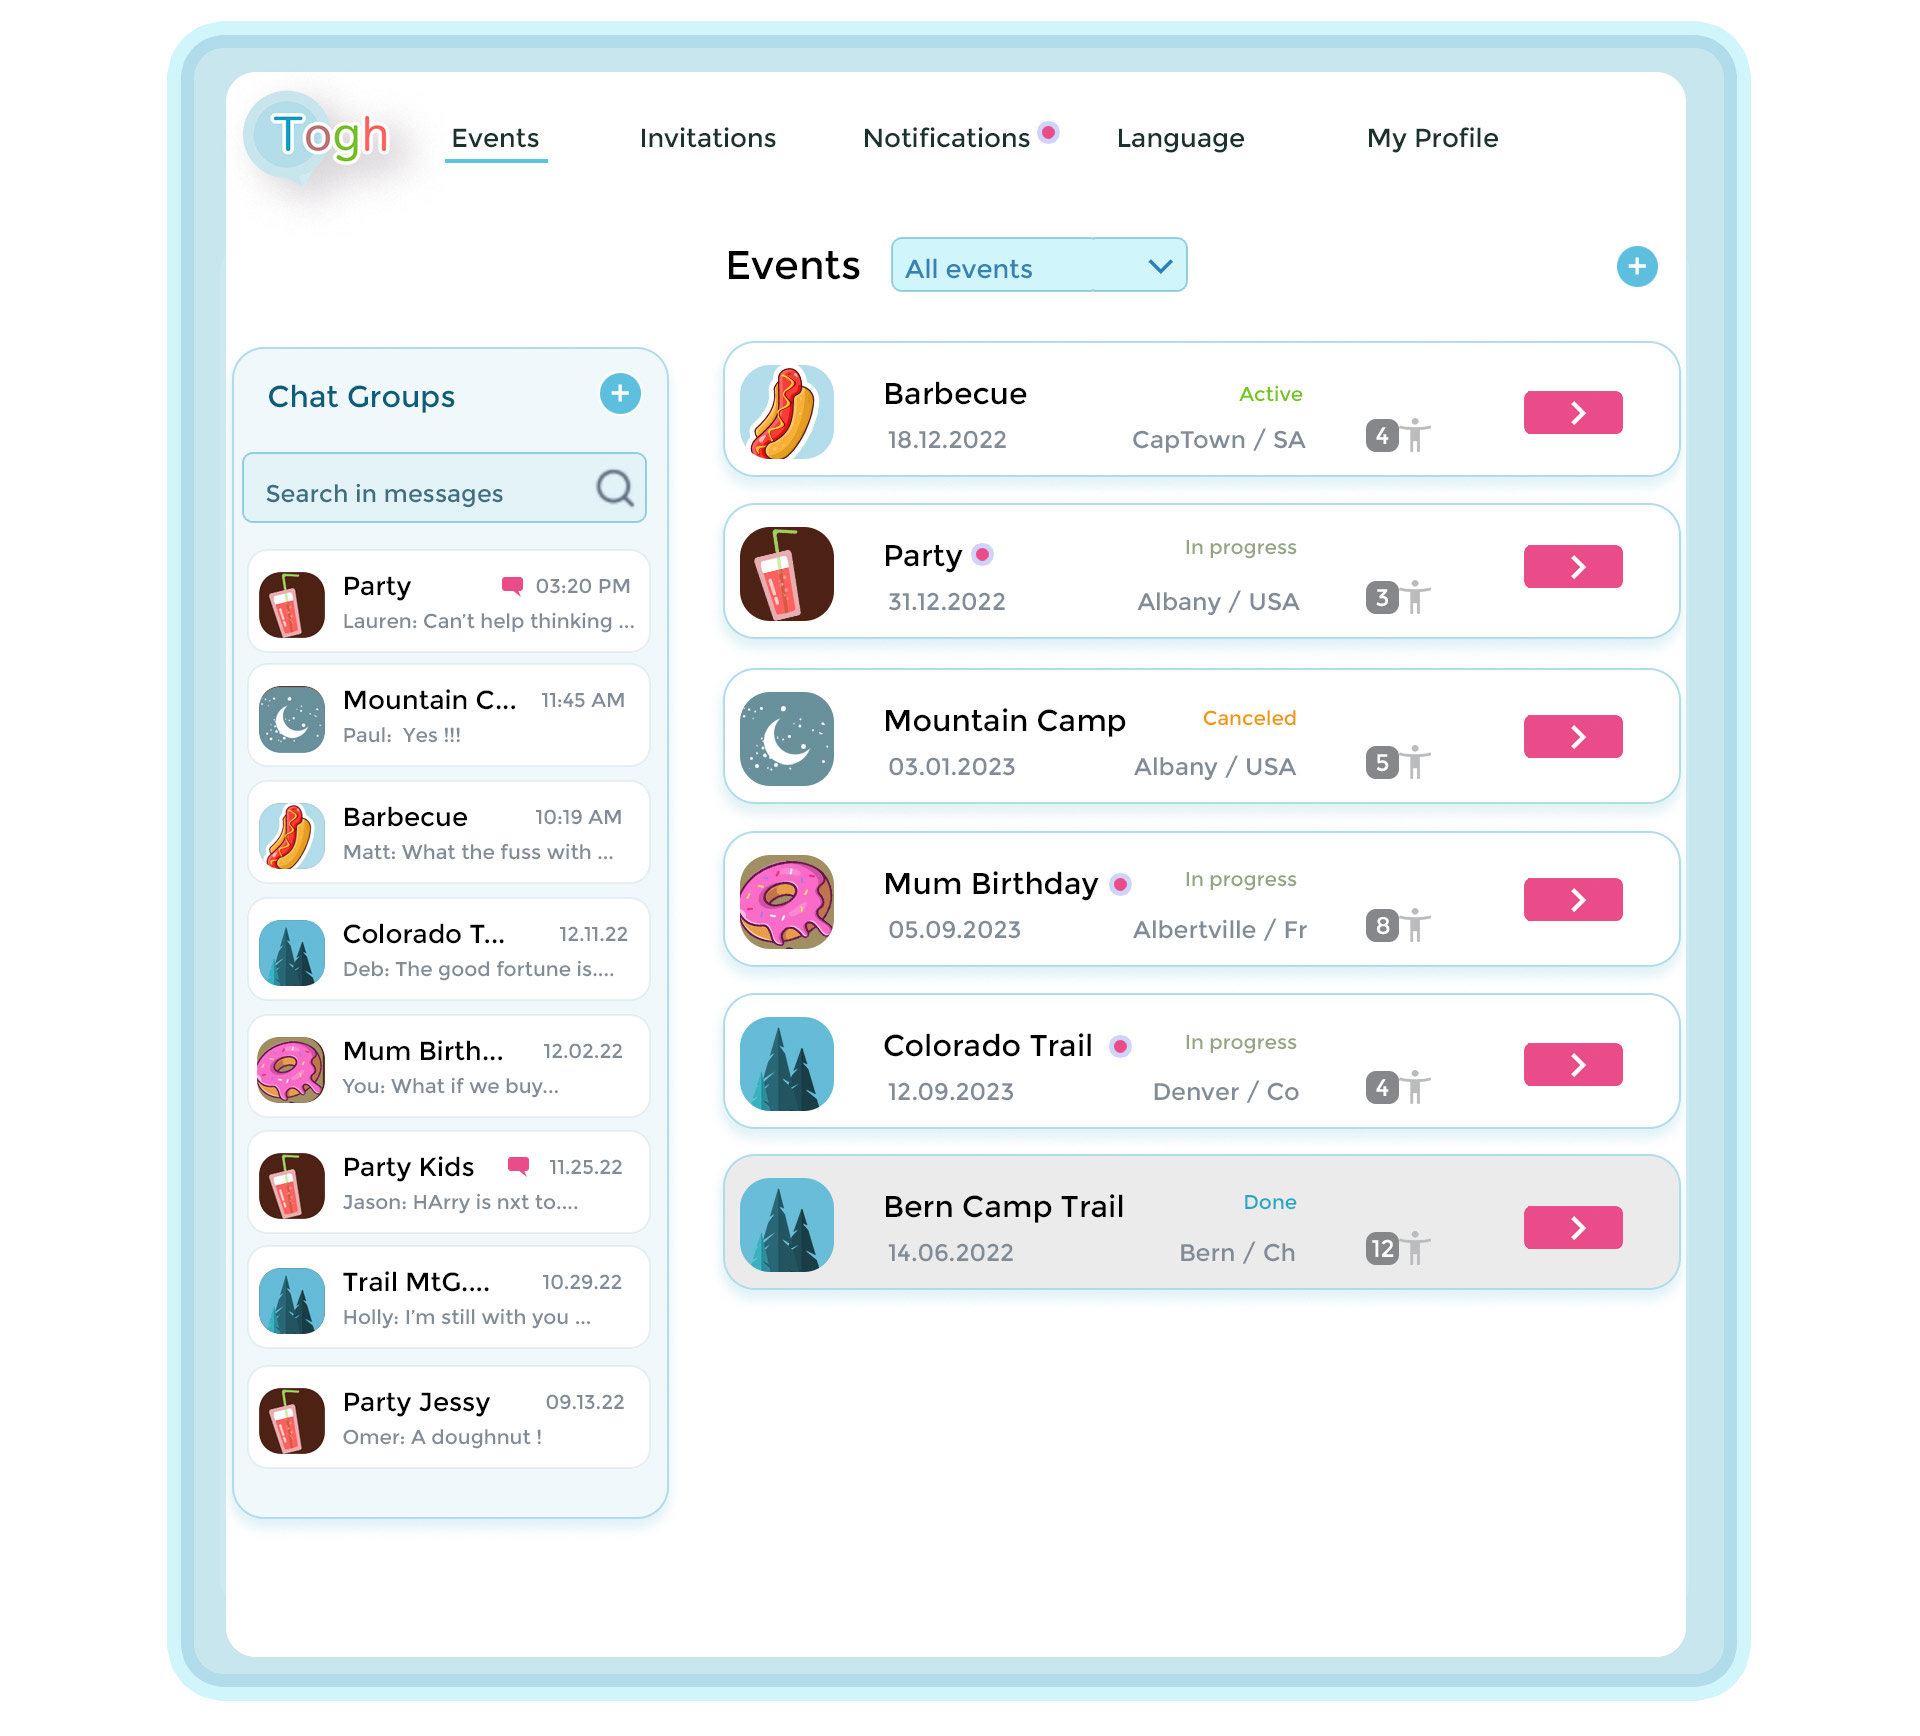 Togh
Events
Invitations
Notifications
Language
My Profile
Events
All events
Chat Groups
Search in messages
Party
03:20 PM
Lauren: Can't help thinking ...
Mountain C...
11:45 AM
Paul: Yes !!!
Barbecue
10:19 AM
Matt: What the fuss with ...
Colorado T...
12.11.22
Deb: The good fortune is....
Mum Birth...
12.02.22
You: What if we buy...
Party Kids
11.25.22
Jason: HArry is nxt to....
Trail MtG....
10.29.22
Holly: I'm still with you ...
Party Jessy
09.13.22
Omer: A doughnut !
Barbecue
Active
18.12.2022
CapTown / SA
4
Party
In progress
31.12.2022
Albany / USA
3
Mountain Camp
Canceled
03.01.2023
Albany / USA
5
Mum Birthday
In progress
05.09.2023
Albertville / Fr
8
Colorado Trail
In progress
12.09.2023
Denver / Co
4
Bern Camp Trail
Done
14.06.2022
Bern / Ch
12